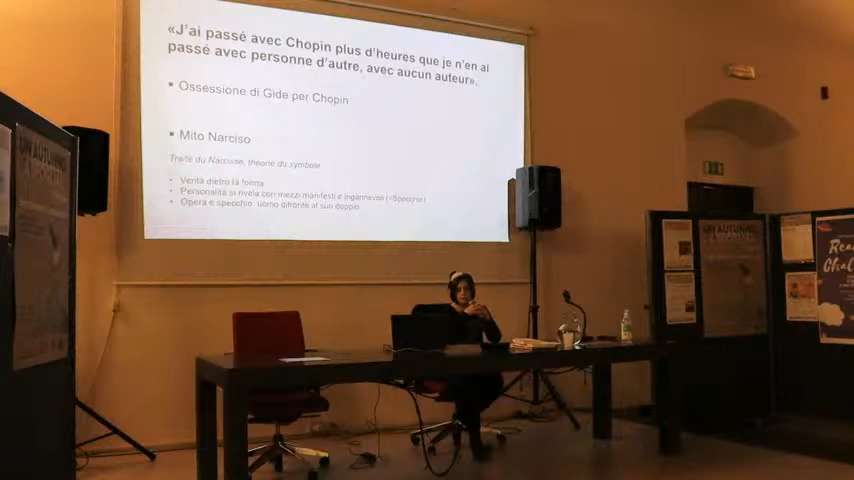 «J'ai passé avec Chopin plus d'heures que je n'en ai
passé avec personne d'autre, avec aucun auteur».
▪ Ossessione di Gide per Chopin
▪ Mito Narciso
Traité du Narcisse, théorie du symbole
• Verità dietro la forma
• Personalità si rivela con mezzi manifesti e ingannevoli (<Specchio)
• Opera è specchio uomo difronte al suo doppio
UN AUTUNNO
UN AUTUNNO